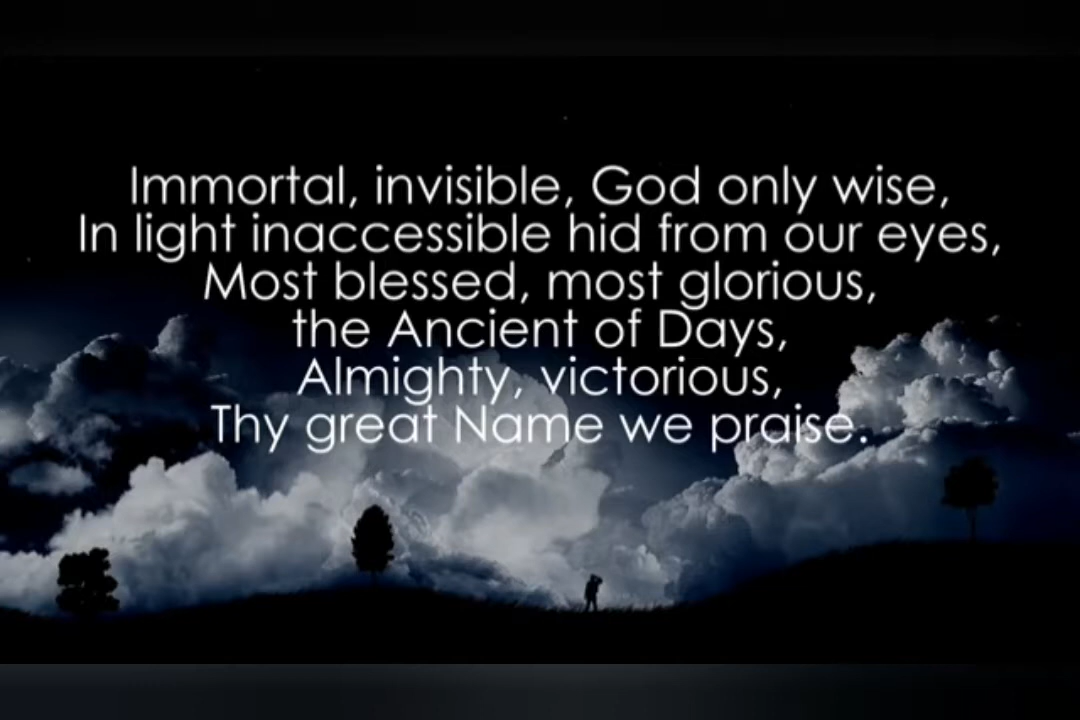 Immortal, invisible, God only wise,
In light inaccessible hid from our eyes,
Most blessed, most glorious,
the Ancient of Days,
Almighty, victorious,
Thy great Name we praise.